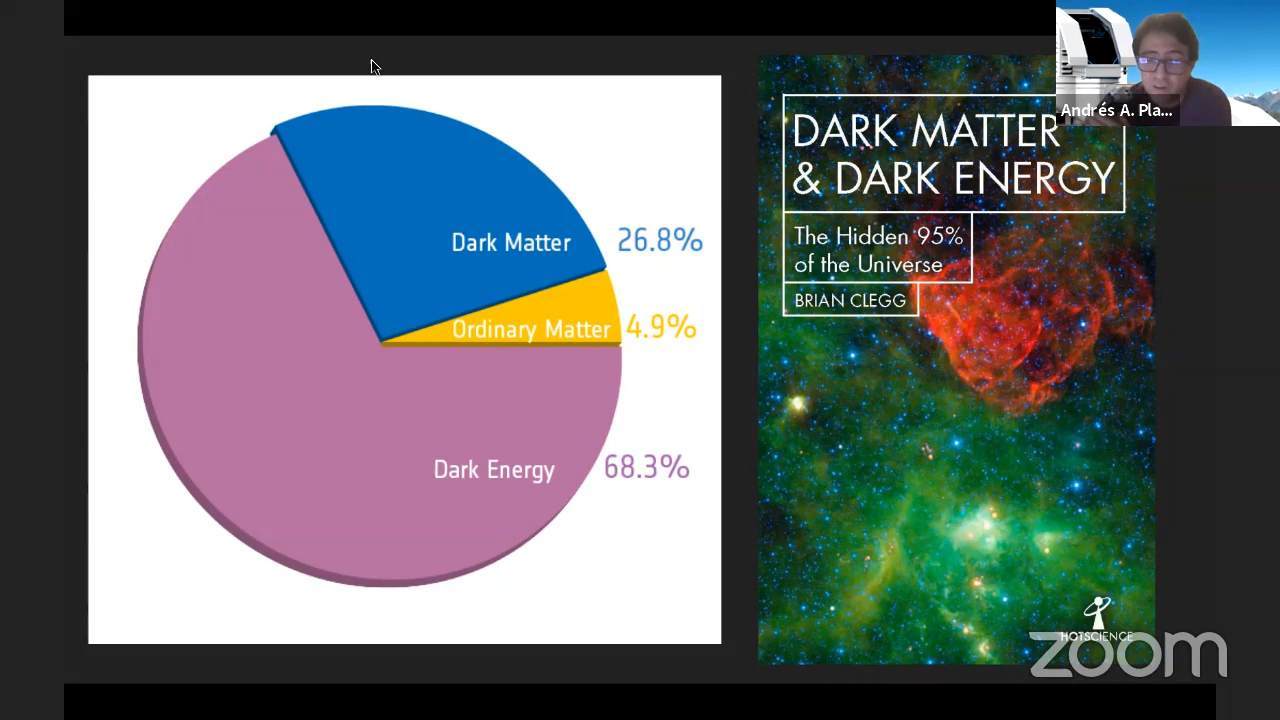 Dark Matter 26.8%
Ordinary Matter 4.9%
Dark Energy 68.3%
DARK MATTER
& DARK ENERGY
The Hidden 95%
of the Universe
BRIAN CLEGG
HOTSCIENCE
zoom
Andrés A. Pla...